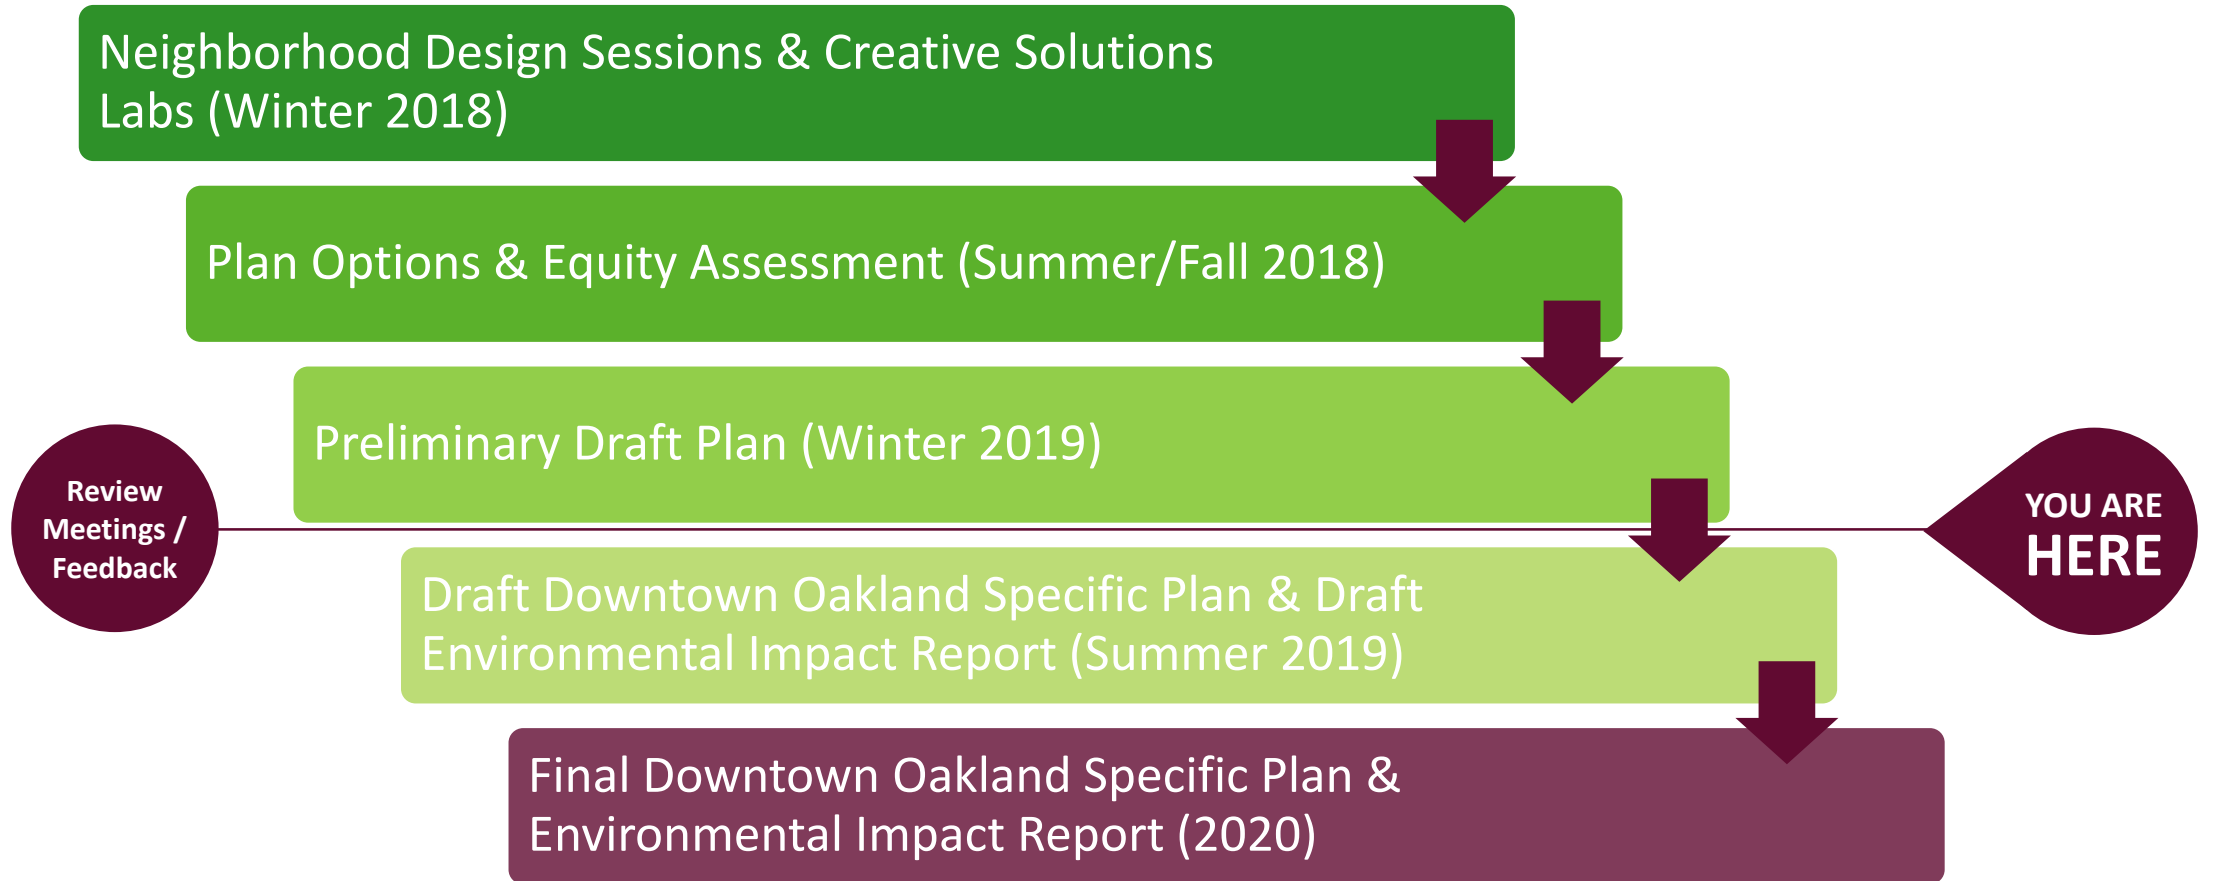 Neighborhood Design Sessions & Creative Solutions
Labs (Winter 2018)
Plan Options & Equity Assessment (Summer/Fall 2018)
Preliminary Draft Plan (Winter 2019)
Review
Meetings /
Feedback
YOU ARE
HERE
Draft Downtown Oakland Specific Plan & Draft
Environmental Impact Report (Summer 2019)
Final Downtown Oakland Specific Plan &
Environmental Impact Report (2020)